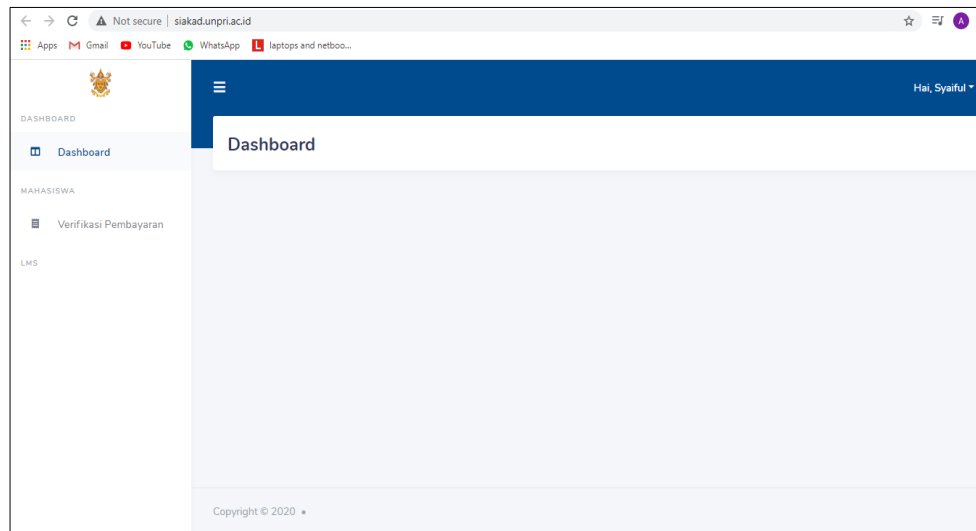 Not secure | siakad.unpri.ac.id
A
Apps Gmail YouTube WhatsApp L laptops and netboo...
Hai, Syaiful
DASHBOARD
Dashboard
Dashboard
MAHASISWA
Verifikasi Pembayaran
LMS
Copyright © 2020 •